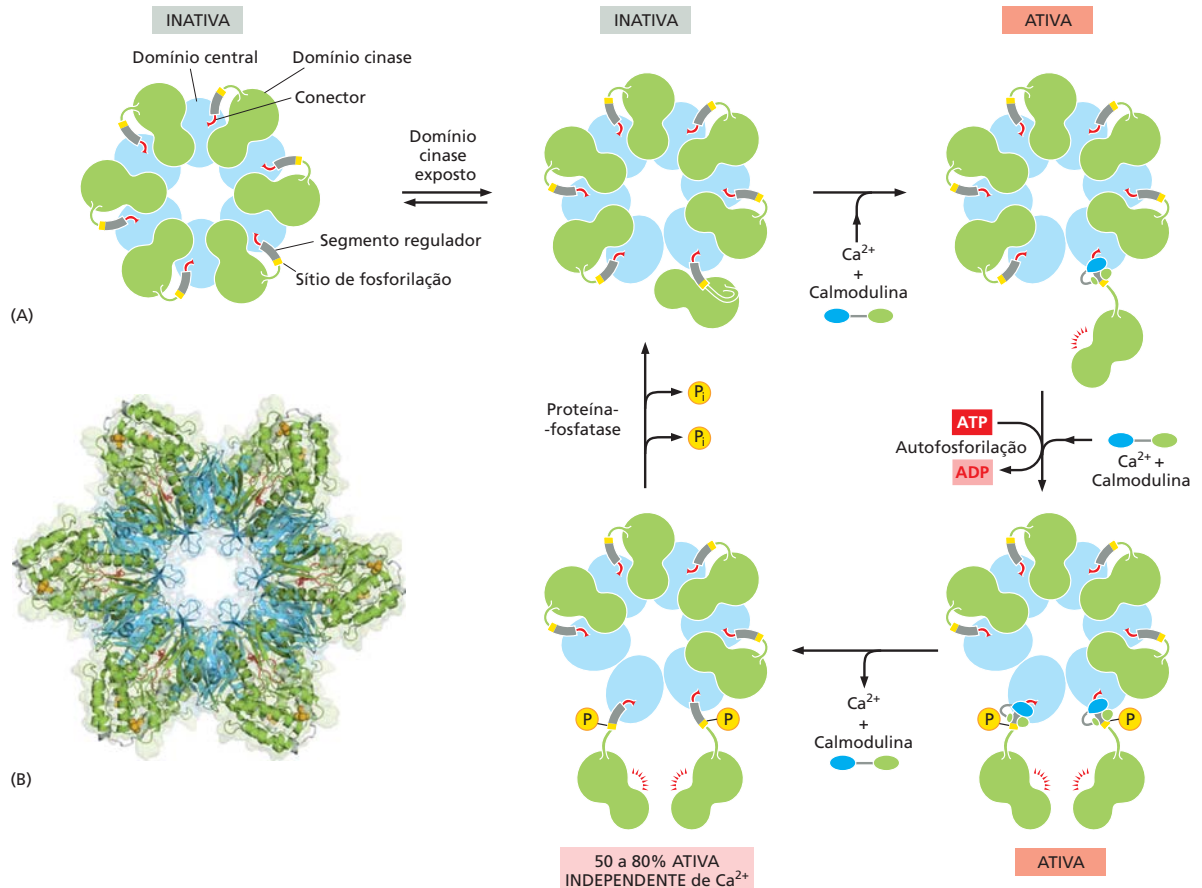 INATIVA
INATIVA
ATIVA
Domínio central
Domínio cinase
Conector
Domínio
cinase
exposto
Segmento regulador
Sítio de fosforilação
Ca2+
+
Calmodulina
(A)
Proteína-
-fosfatase
Pi
Pi
ATP
Autofosforilação
ADP
Ca2+ +
Calmodulina
(B)
P
P
Ca2+
+
Calmodulina
P
P
50 a 80% ATIVA
INDEPENDENTE de Ca2+
ATIVA